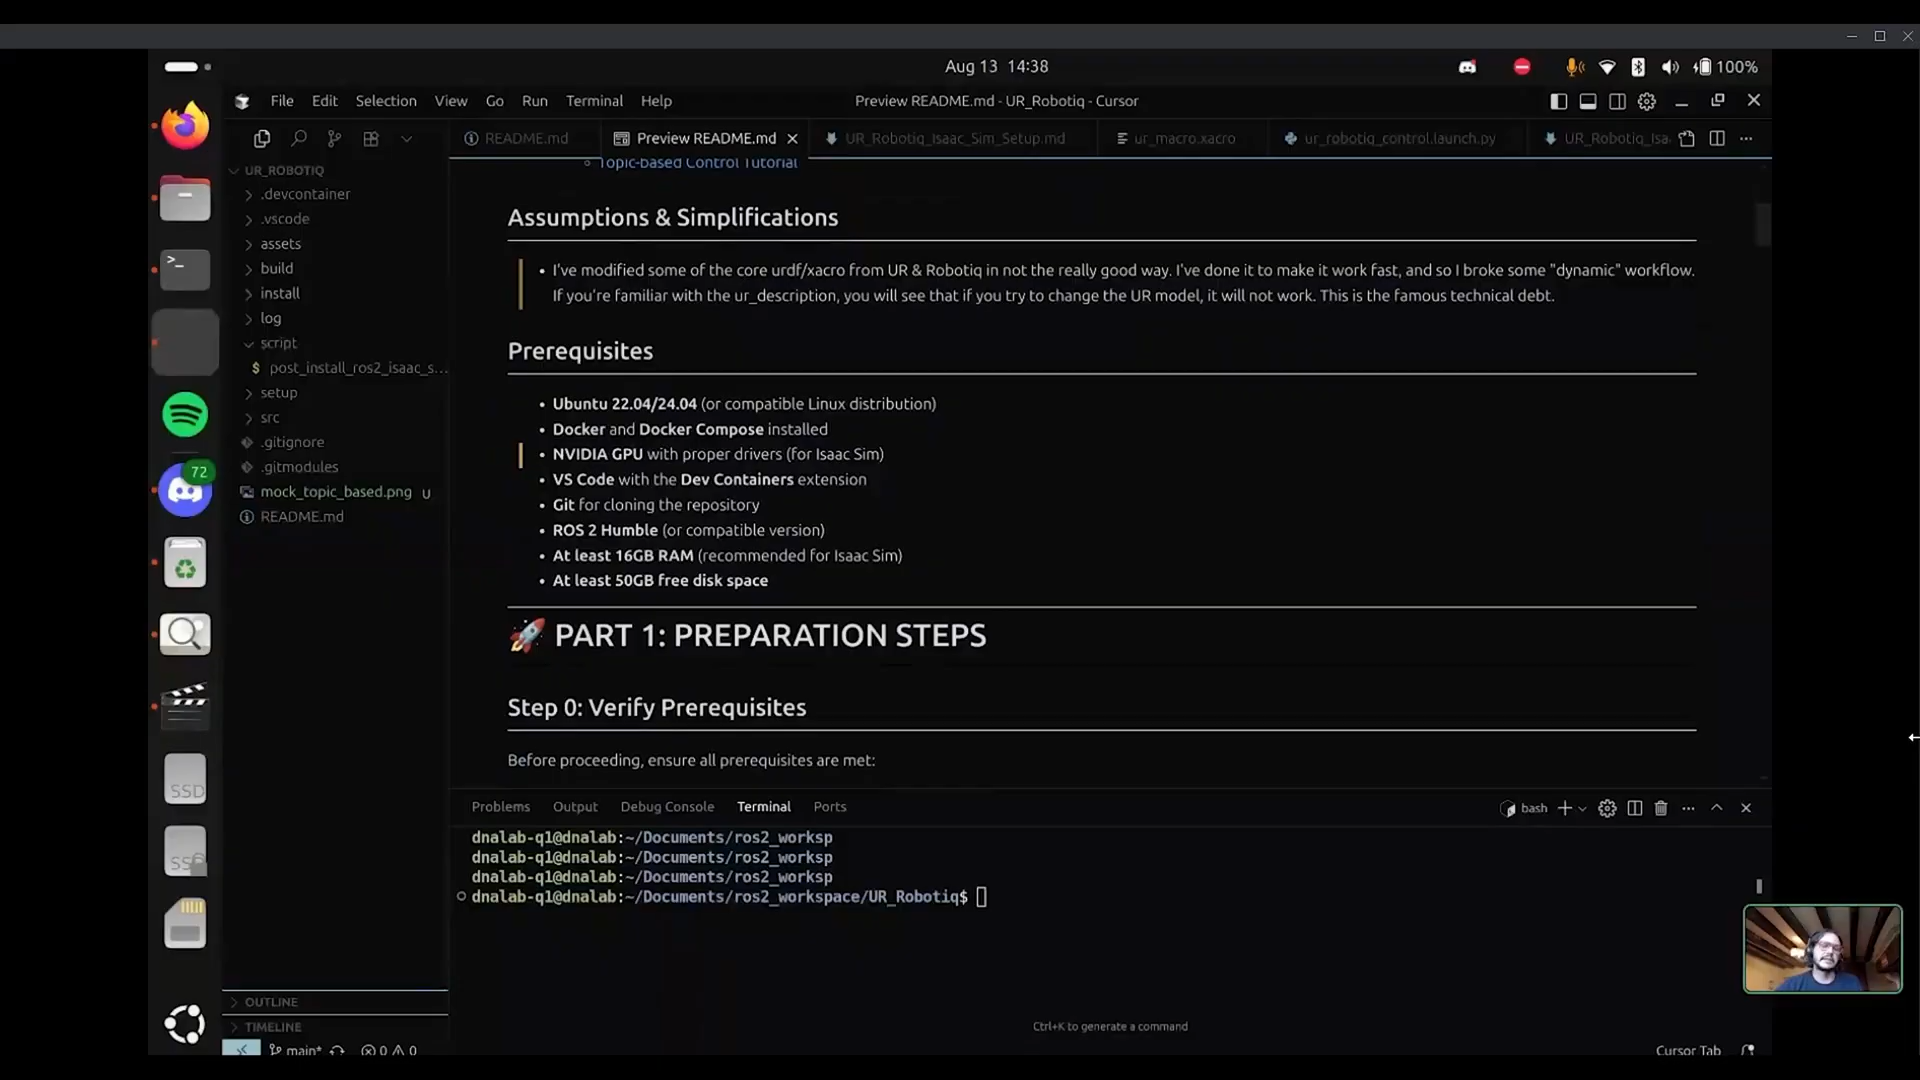 Aug 13 14:38
100%
File Edit Selection View Go Run Terminal Help
Preview README.md - UR_Robotiq - Cursor
README.md
Preview README.md
UR_Robotiq_Isaac_Sim_Setup.md
ur_macro.xacro
ur_robotiq_control.launch.py
UR_Robotiq_Isa
UR_ROBOTIQ
.devcontainer
.vscode
assets
build
install
log
script
$ post_install_ros2_isaac_s...
setup
src
.gitignore
.gitmodules
mock_topic_based.png U
README.md
OUTLINE
TIMELINE
main* 0 0
72
SSD
SSD
Topic-based Control Tutorial
Assumptions & Simplifications
• I've modified some of the core urdf/xacro from UR & Robotiq in not the really good way. I've done it to make it work fast, and so I broke some "dynamic" workflow.
If you're familiar with the ur_description, you will see that if you try to change the UR model, it will not work. This is the famous technical debt.
Prerequisites
• Ubuntu 22.04/24.04 (or compatible Linux distribution)
• Docker and Docker Compose installed
• NVIDIA GPU with proper drivers (for Isaac Sim)
• VS Code with the Dev Containers extension
• Git for cloning the repository
• ROS 2 Humble (or compatible version)
• At least 16GB RAM (recommended for Isaac Sim)
• At least 50GB free disk space
🚀 PART 1: PREPARATION STEPS
Step 0: Verify Prerequisites
Before proceeding, ensure all prerequisites are met:
Problems Output Debug Console Terminal Ports
bash
dnalab-q1@dnalab:~/Documents/ros2_worksp
dnalab-q1@dnalab:~/Documents/ros2_worksp
dnalab-q1@dnalab:~/Documents/ros2_worksp
dnalab-q1@dnalab:~/Documents/ros2_workspace/UR_Robotiq$
Ctrl+K to generate a command
Cursor Tab